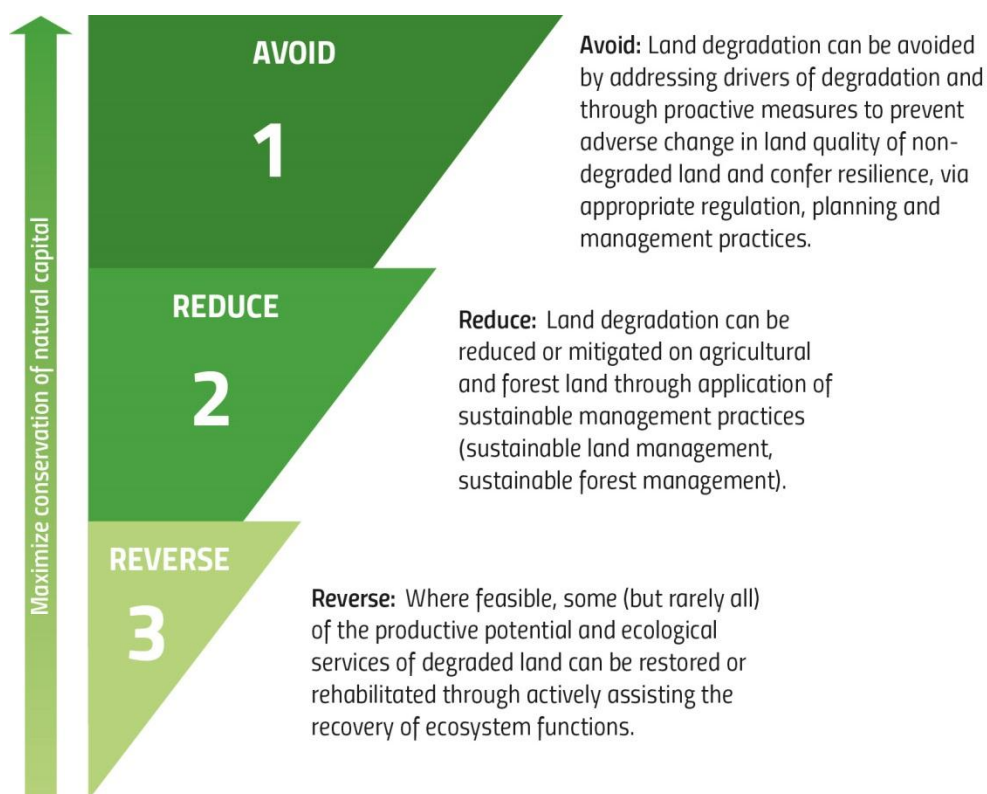 Maximize conservation of natural capital
AVOID
1
Avoid: Land degradation can be avoided
by addressing drivers of degradation and
through proactive measures to prevent
adverse change in land quality of non-
degraded land and confer resilience, via
appropriate regulation, planning and
management practices.
REDUCE
2
Reduce: Land degradation can be
reduced or mitigated on agricultural
and forest land through application of
sustainable management practices
(sustainable land management,
sustainable forest management).
REVERSE
3
Reverse: Where feasible, some (but rarely all)
of the productive potential and ecological
services of degraded land can be restored or
rehabilitated through actively assisting the
recovery of ecosystem functions.